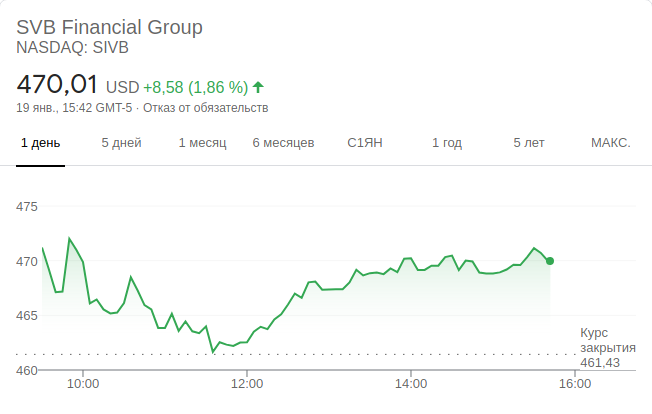 SVB Financial Group
NASDAQ: SIVB
470,01 USD +8,58 (1,86 %)
19 янв., 15:42 GMT-5 · Отказ от обязательств
1 день 5 дней 1 месяц 6 месяцев С1ЯН 1 год 5 лет МАКС.
475
470
465
Курс
закрытия
461,43
460
10:00 12:00 14:00 16:00